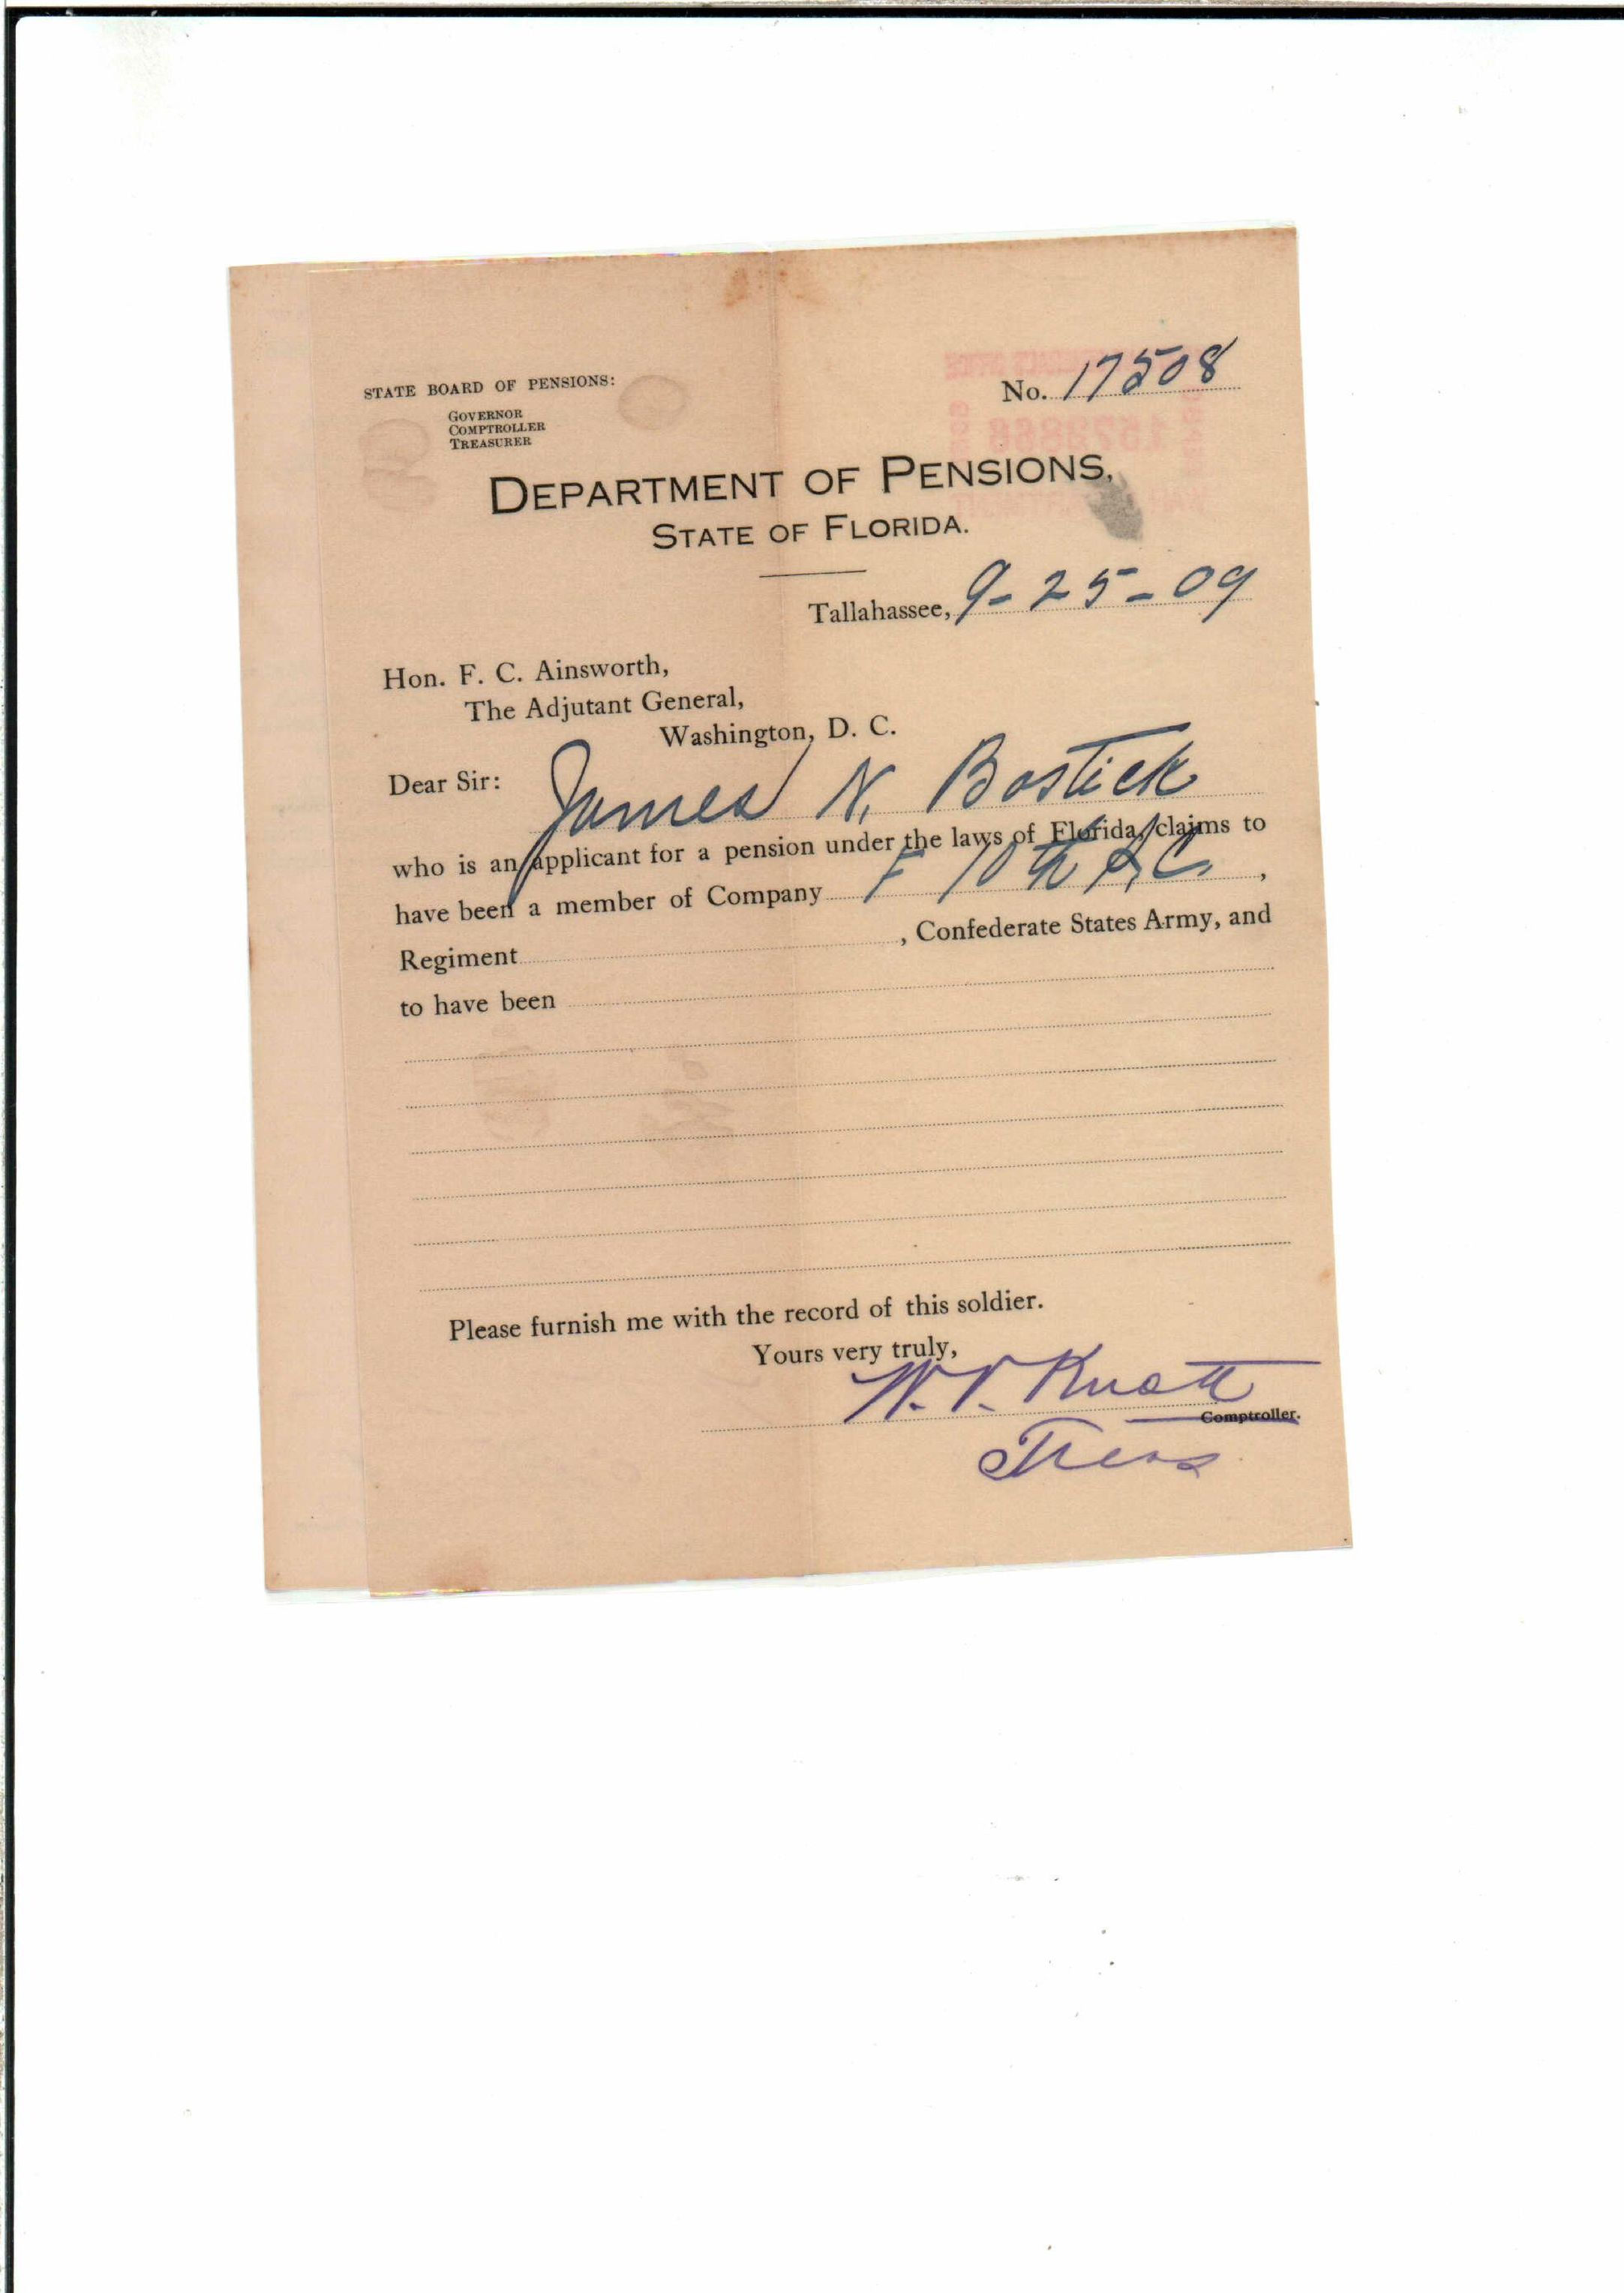 STATE BOARD OF PENSIONS:
GOVERNOR
COMPTROLLER
TREASURER
No. 17508
DEPARTMENT OF PENSIONS,
STATE OF FLORIDA.
Tallahassee, 9-25-09
Hon. F. C. Ainsworth,
The Adjutant General,
Washington, D. C.
Dear Sir: James N. Bostick
who is an applicant for a pension under the laws of Florida, claims to
have been a member of Company F 10th S.C. ,
Regiment , Confederate States Army, and
to have been
Please furnish me with the record of this soldier.
Yours very truly,
W. V. Knott
Comptroller.
Treas